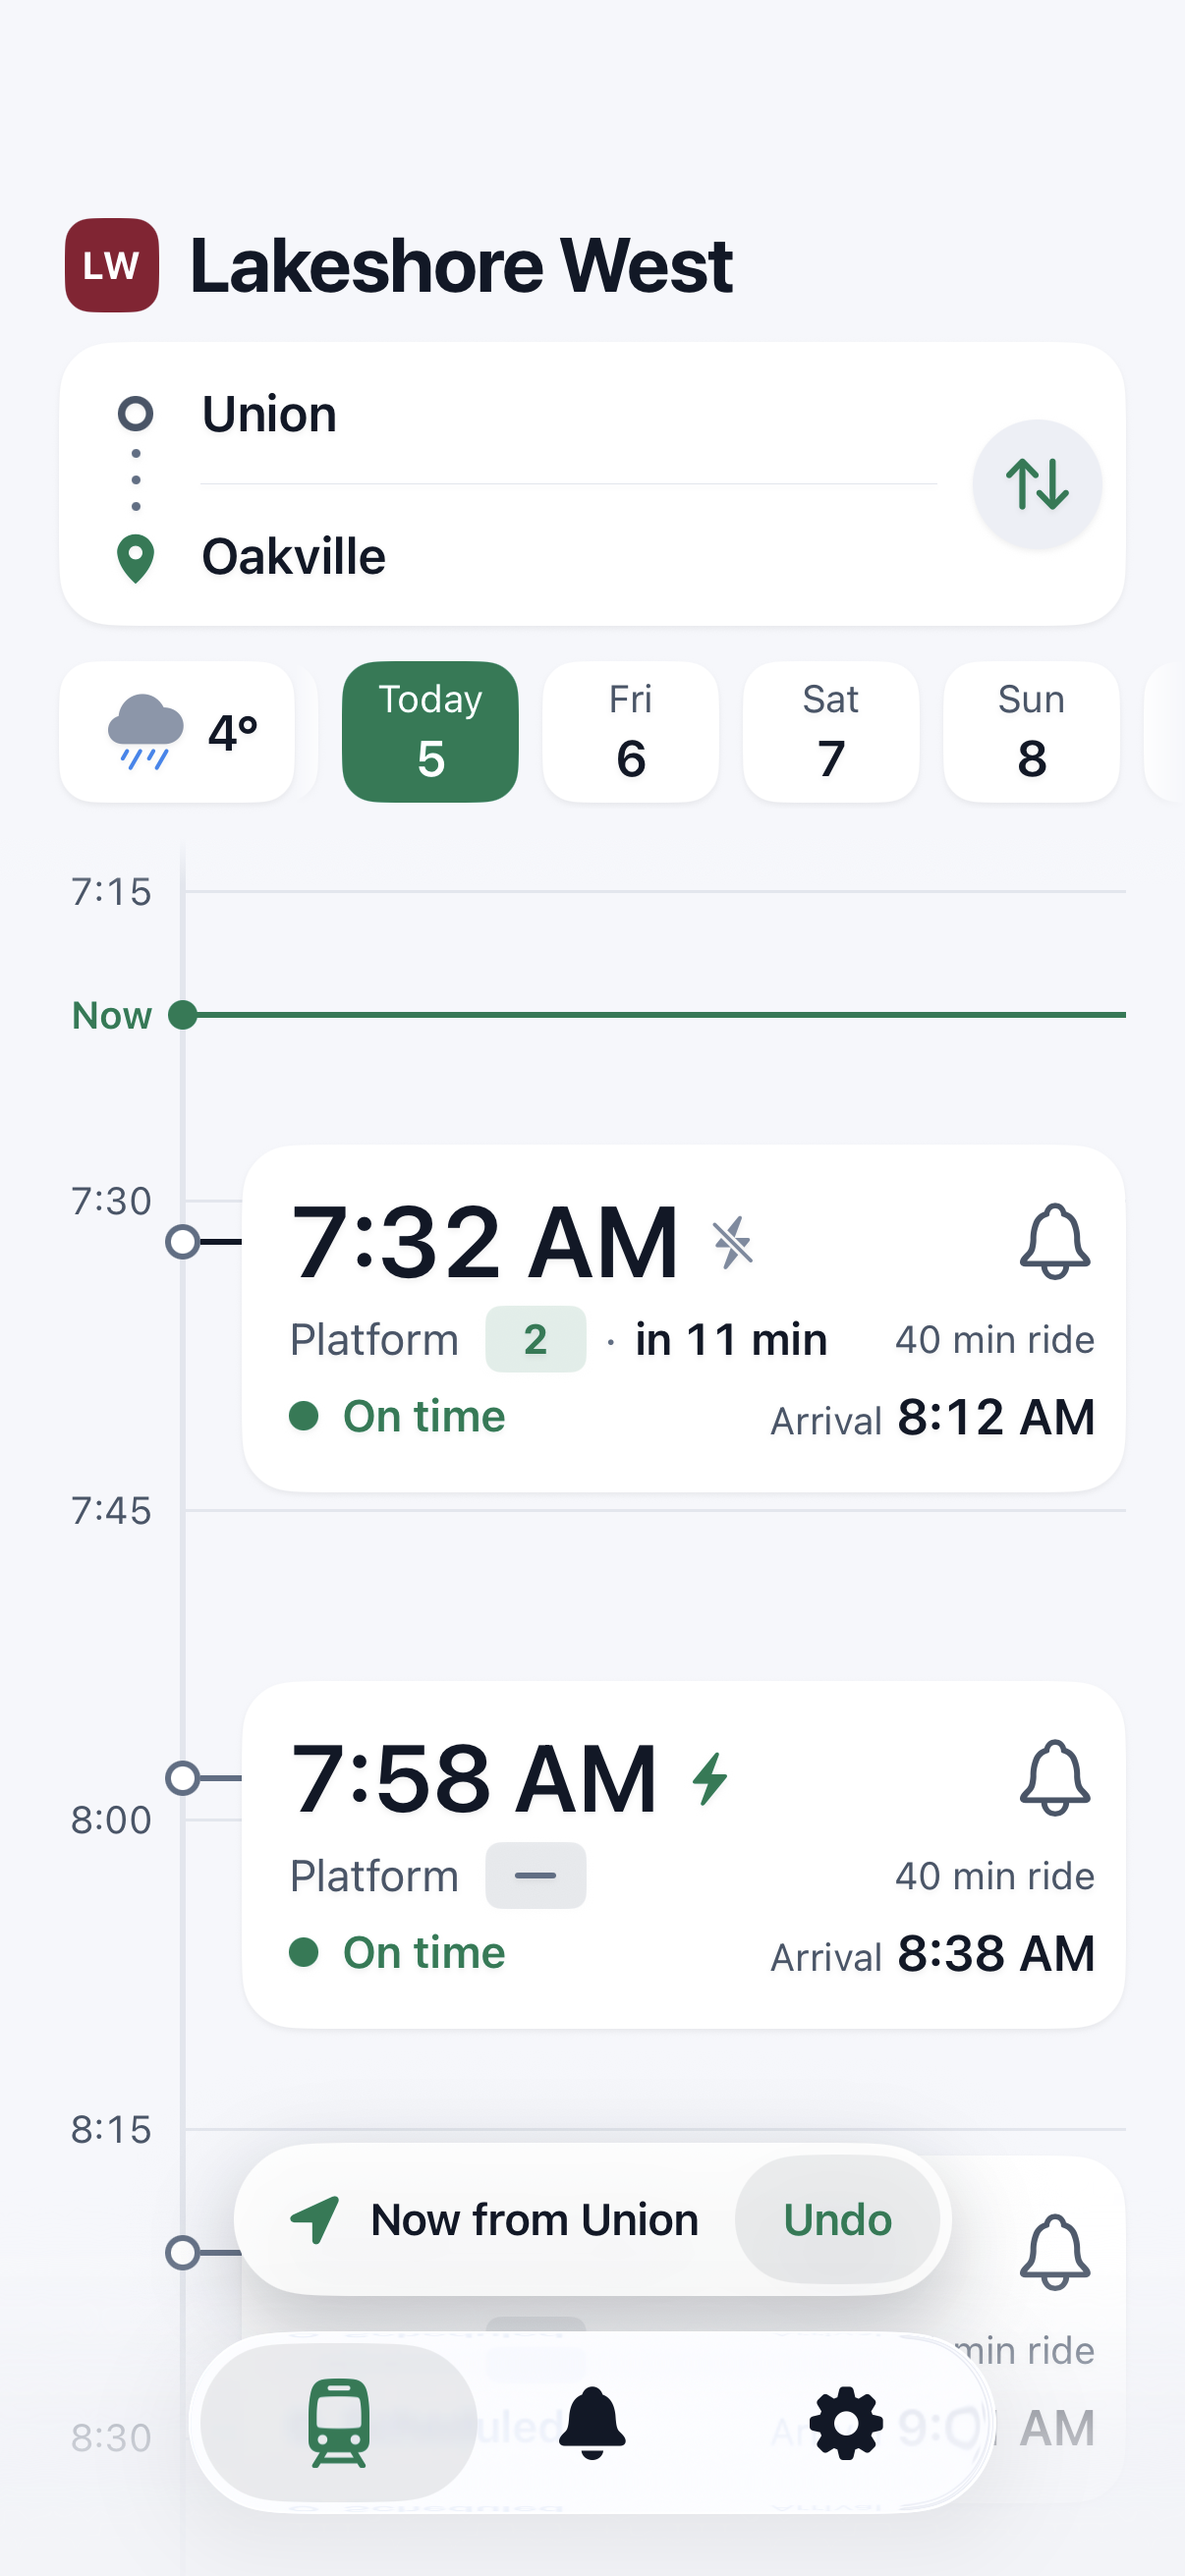 LW Lakeshore West
Union
Oakville
4°
Today
5
Fri
6
Sat
7
Sun
8
7:15
Now
7:30
7:32 AM
Platform 2 · in 11 min 40 min ride
On time Arrival 8:12 AM
7:45
7:58 AM
8:00
Platform — 40 min ride
On time Arrival 8:38 AM
8:15
Now from Union Undo
min ride
8:30
AM